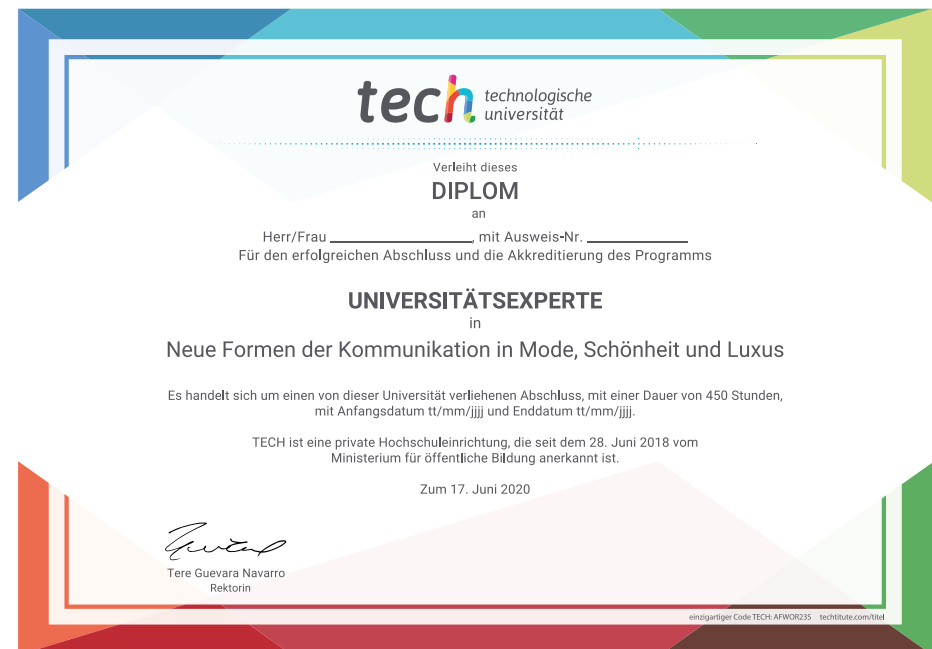 tech technologische
universität
Verleiht dieses
DIPLOM
an
Herr/Frau ____________, mit Ausweis-Nr. ____________
Für den erfolgreichen Abschluss und die Akkreditierung des Programms
UNIVERSITÄTSEXPERTE
in
Neue Formen der Kommunikation in Mode, Schönheit und Luxus
Es handelt sich um einen von dieser Universität verliehenen Abschluss, mit einer Dauer von 450 Stunden,
mit Anfangsdatum tt/mm/jjjj und Enddatum tt/mm/jjjj.
TECH ist eine private Hochschuleinrichtung, die seit dem 28. Juni 2018 vom
Ministerium für öffentliche Bildung anerkannt ist.
Zum 17. Juni 2020
Tere Guevara Navarro
Rektorin
einzigartiger Code TECH: AFWOR23S techtitute.com/titel